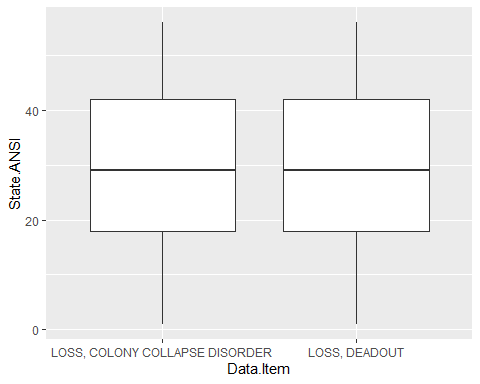 State.ANSI
40
20
0
LOSS, COLONY COLLAPSE DISORDER
LOSS, DEADOUT
Data.Item